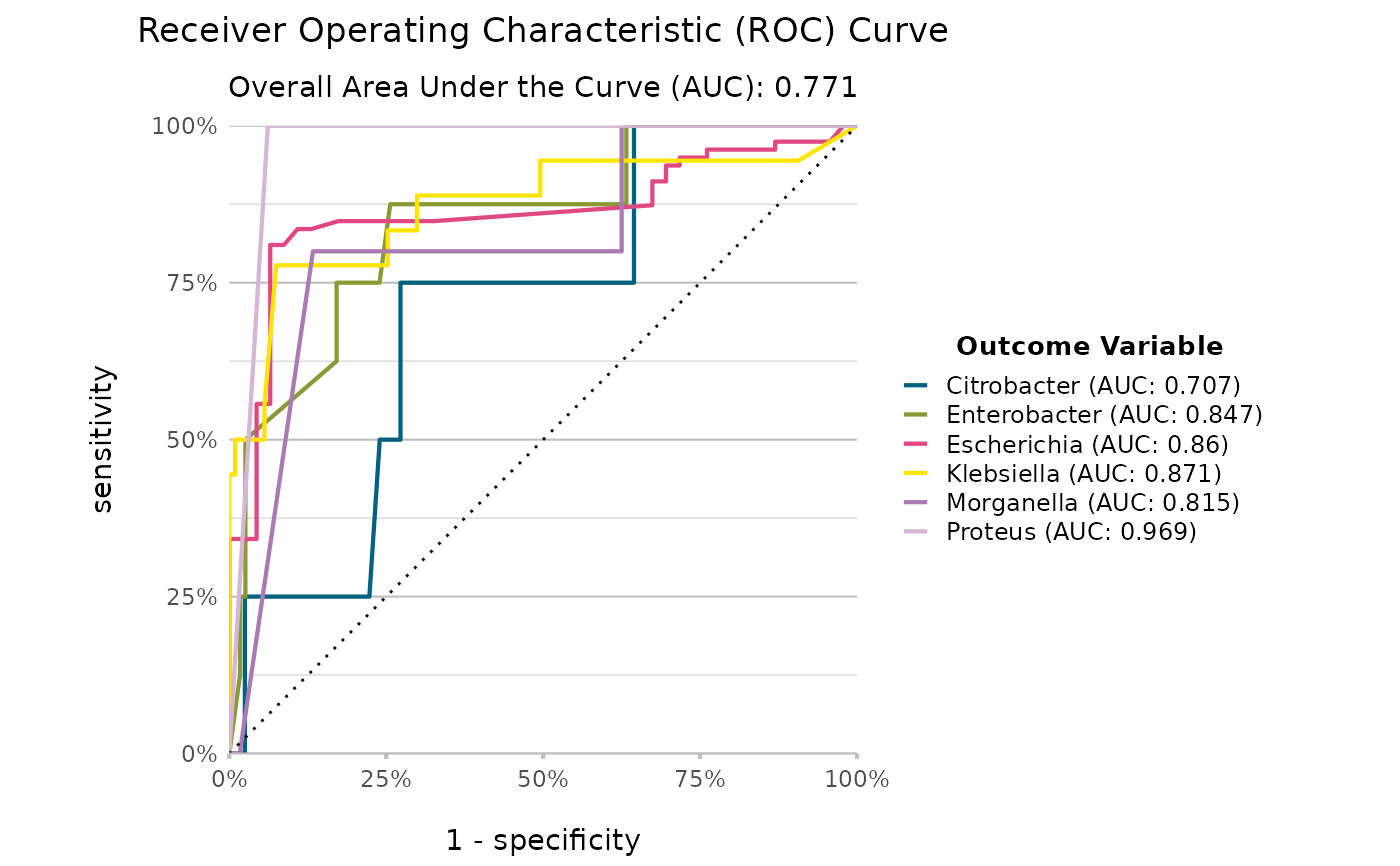 Receiver Operating Characteristic (ROC) Curve
Overall Area Under the Curve (AUC): 0.771
100%
75%
50%
25%
0%
sensitivity
0%
25%
50%
75%
100%
1 - specificity
Outcome Variable
Citrobacter (AUC: 0.707)
Enterobacter (AUC: 0.847)
Escherichia (AUC: 0.86)
Klebsiella (AUC: 0.871)
Morganella (AUC: 0.815)
Proteus (AUC: 0.969)